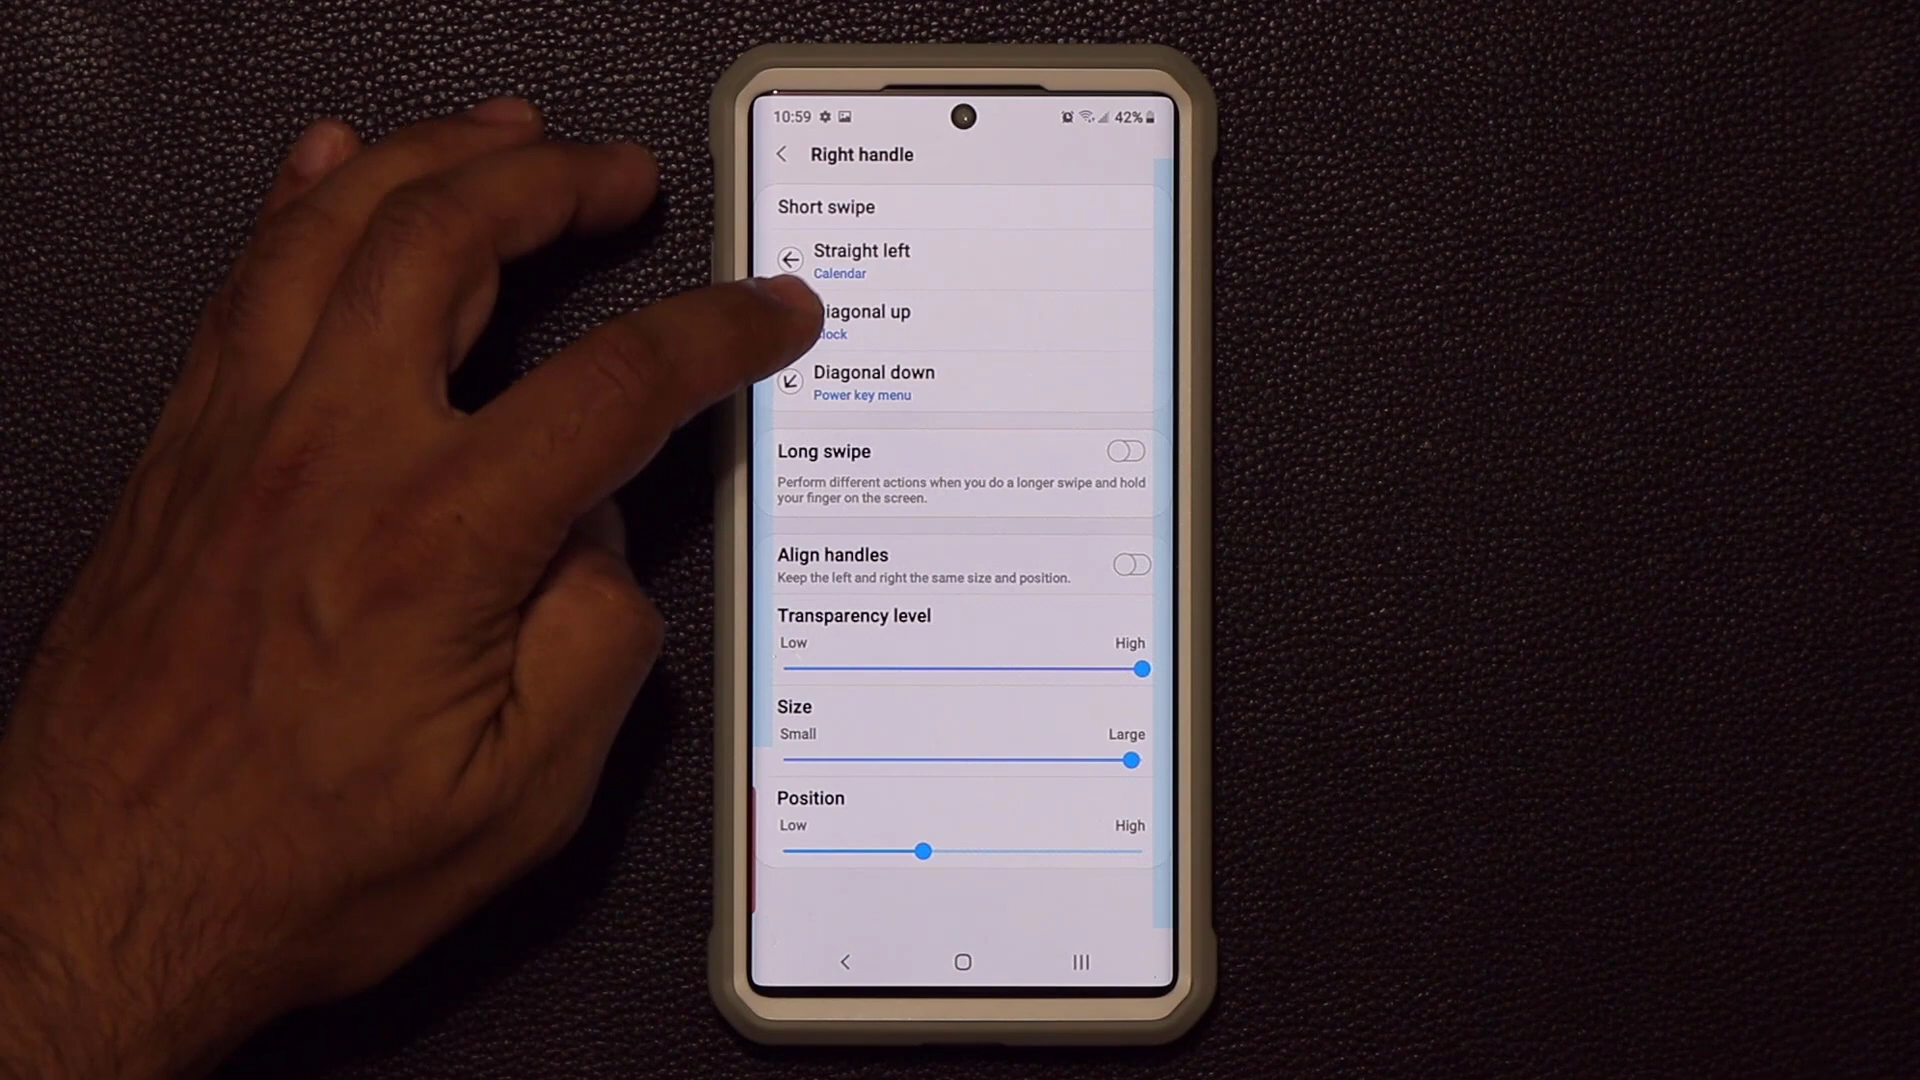 10:59 42%
Right handle
Short swipe
Straight left
Calendar
iagonal up
lock
Diagonal down
Power key menu
Long swipe
Perform different actions when you do a longer swipe and hold
your finger on the screen.
Align handles
Keep the left and right the same size and position.
Transparency level
Low High
Size
Small Large
Position
Low High